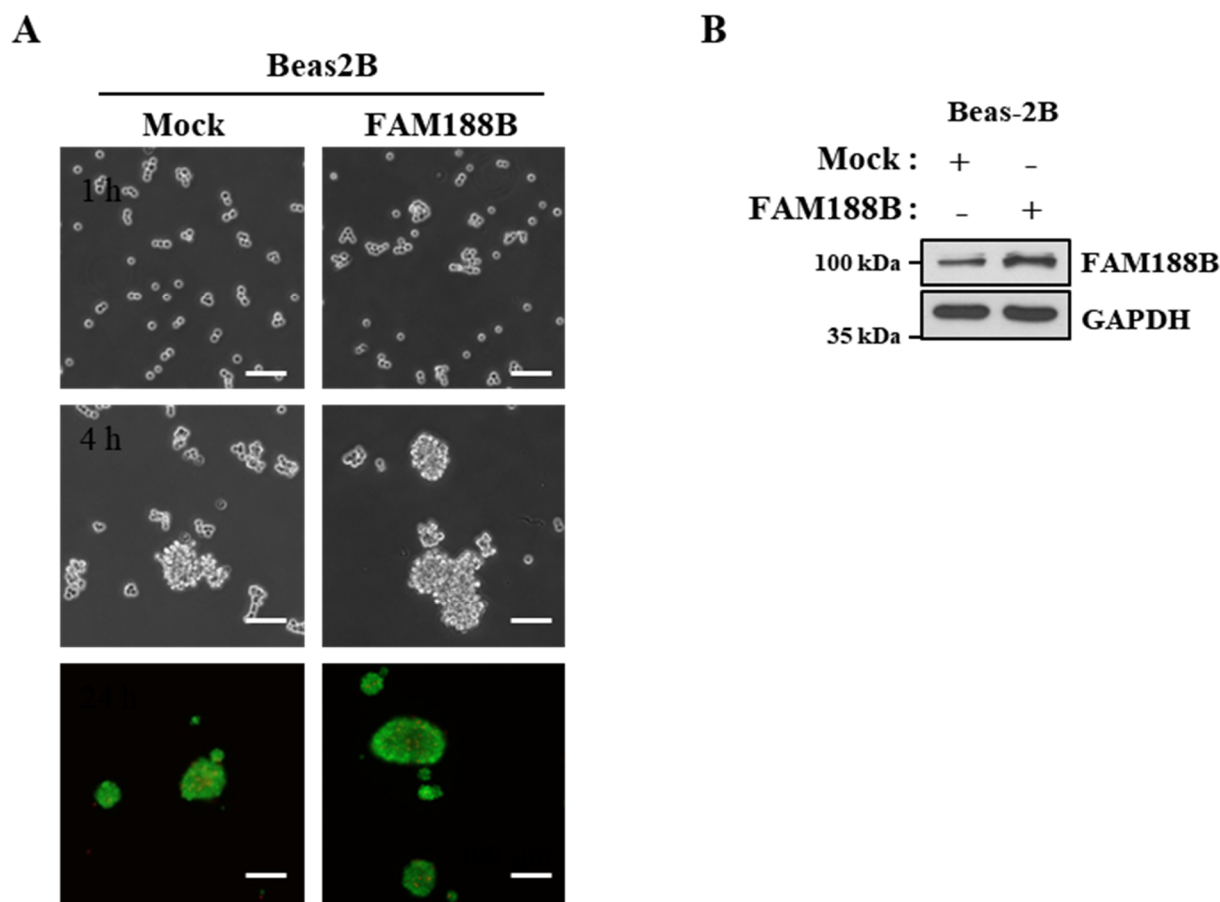 A
Beas2B
Mock FAM188B
1 h
4 h
24 h
B
Beas-2B
Mock : + -
FAM188B : - +
100 kDa FAM188B
GAPDH
35 kDa